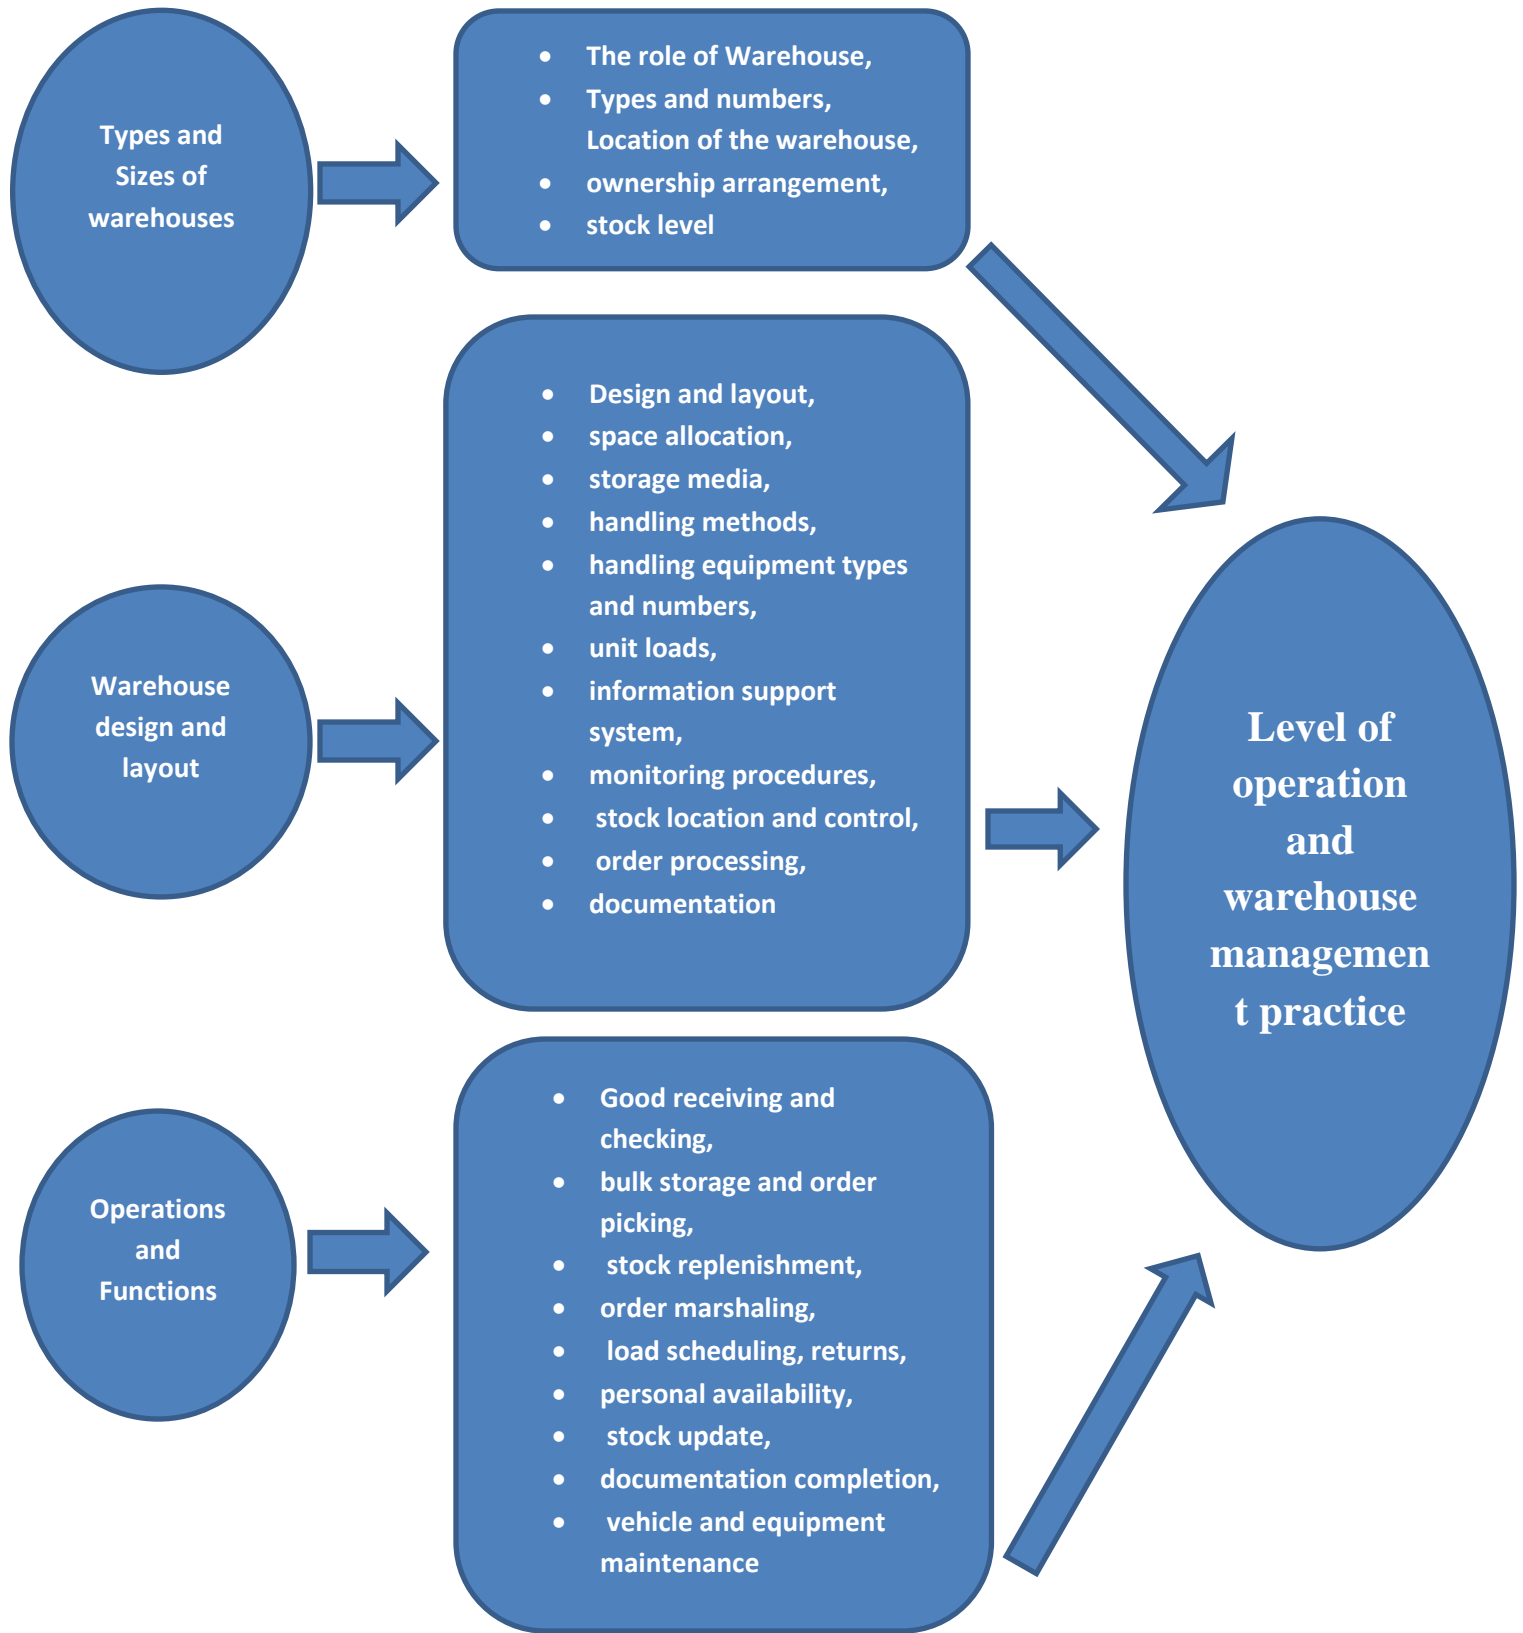 Types and
Sizes of
warehouses
• The role of Warehouse,
• Types and numbers,
Location of the warehouse,
• ownership arrangement,
• stock level
Warehouse
design and
layout
• Design and layout,
• space allocation,
• storage media,
• handling methods,
• handling equipment types
and numbers,
• unit loads,
• information support
system,
• monitoring procedures,
• stock location and control,
• order processing,
• documentation
Operations
and
Functions
• Good receiving and
checking,
• bulk storage and order
picking,
• stock replenishment,
• order marshaling,
• load scheduling, returns,
• personal availability,
• stock update,
• documentation completion,
• vehicle and equipment
maintenance
Level of
operation
and
warehouse
managemen
t practice